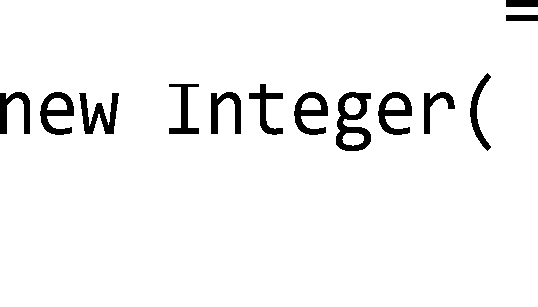 =
new Integer(